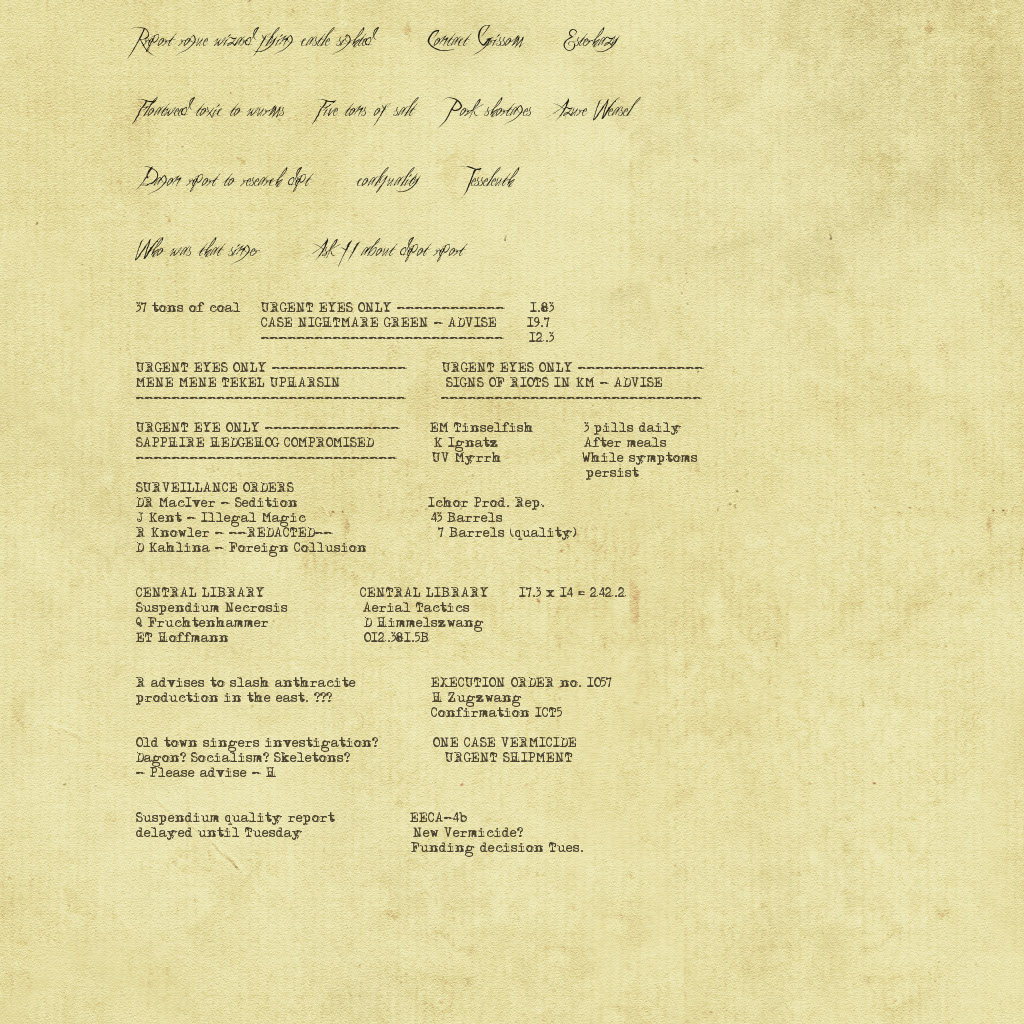 Report rogue wizard flying castle sighted Contact Grissom Esterhazy
Floatweed toxic to wurms Five tons of salt Pork shortages Azure Weasel
Dagon report to research dept coal quality Tesseleuth
Who was that singer Ask about depot report
37 tons of coal URGENT EYES ONLY ------------ 1.83
CASE NIGHTMARE GREEN - ADVISE 19.7
--------------------------- 12.3
URGENT EYES ONLY --------------- URGENT EYES ONLY --------------
MENE MENE TEKEL UPHARSIN SIGNS OF RIOTS IN KM - ADVISE
------------------------------ -----------------------------
URGENT EYE ONLY --------------- EM Tinselfish 3 pills daily
SAPPHIRE HEDGEHOG COMPROMISED K Ignatz After meals
----------------------------- UV Myrrh While symptoms
persist
SURVEILLANCE ORDERS
DR MacIver - Sedition Ichor Prod. Rep.
J Kent - Illegal Magic 43 Barrels
R Knowler - --REDACTED-- 7 Barrels (quality)
D Kahlina - Foreign Collusion
CENTRAL LIBRARY CENTRAL LIBRARY 17.3 x 14 = 242.2
Suspendium Necrosis Aerial Tactics
Q Fruchtenhammer D Himmelszwang
ET Hoffmann 012.381.5B
R advises to slash anthracite EXECUTION ORDER no. 1057
production in the east. ??? H Zugzwang
Confirmation ICT5
Old town singers investigation? ONE CASE VERMICIDE
Dagon? Socialism? Skeletons? URGENT SHIPMENT
- Please advise - H
Suspendium quality report EECA-4b
delayed until Tuesday New Vermicide?
Funding decision Tues.